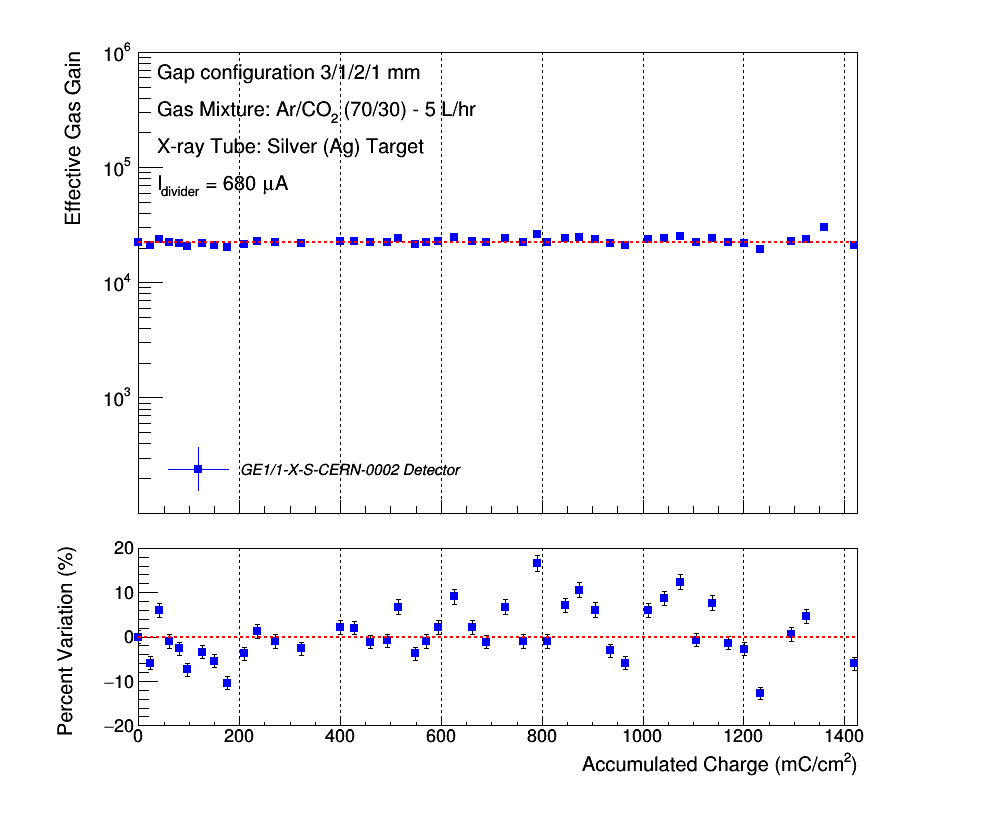 Effective Gas Gain
10^6
10^5
10^4
10^3
Gap configuration 3/1/2/1 mm
Gas Mixture: Ar/CO2 (70/30) - 5 L/hr
X-ray Tube: Silver (Ag) Target
Idivider = 680 μA
GE1/1-X-S-CERN-0002 Detector
Percent Variation (%)
20
10
0
−10
−20
0 200 400 600 800 1000 1200 1400
Accumulated Charge (mC/cm^2)